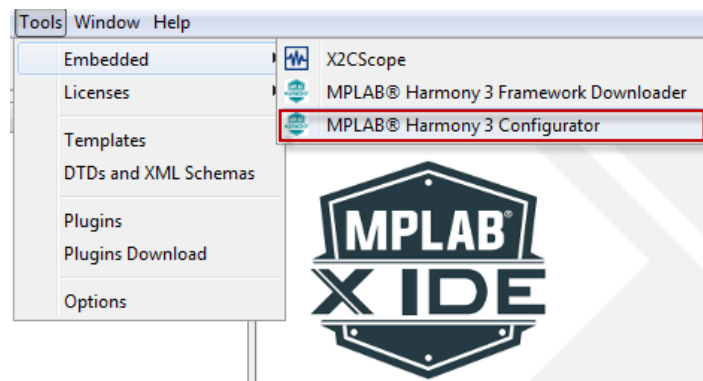 Tools Window Help
Embedded
X2CScope
Licenses
MPLAB® Harmony 3 Framework Downloader
MPLAB® Harmony 3 Configurator
Templates
DTDs and XML Schemas
Plugins
Plugins Download
Options
MPLAB®
X IDE